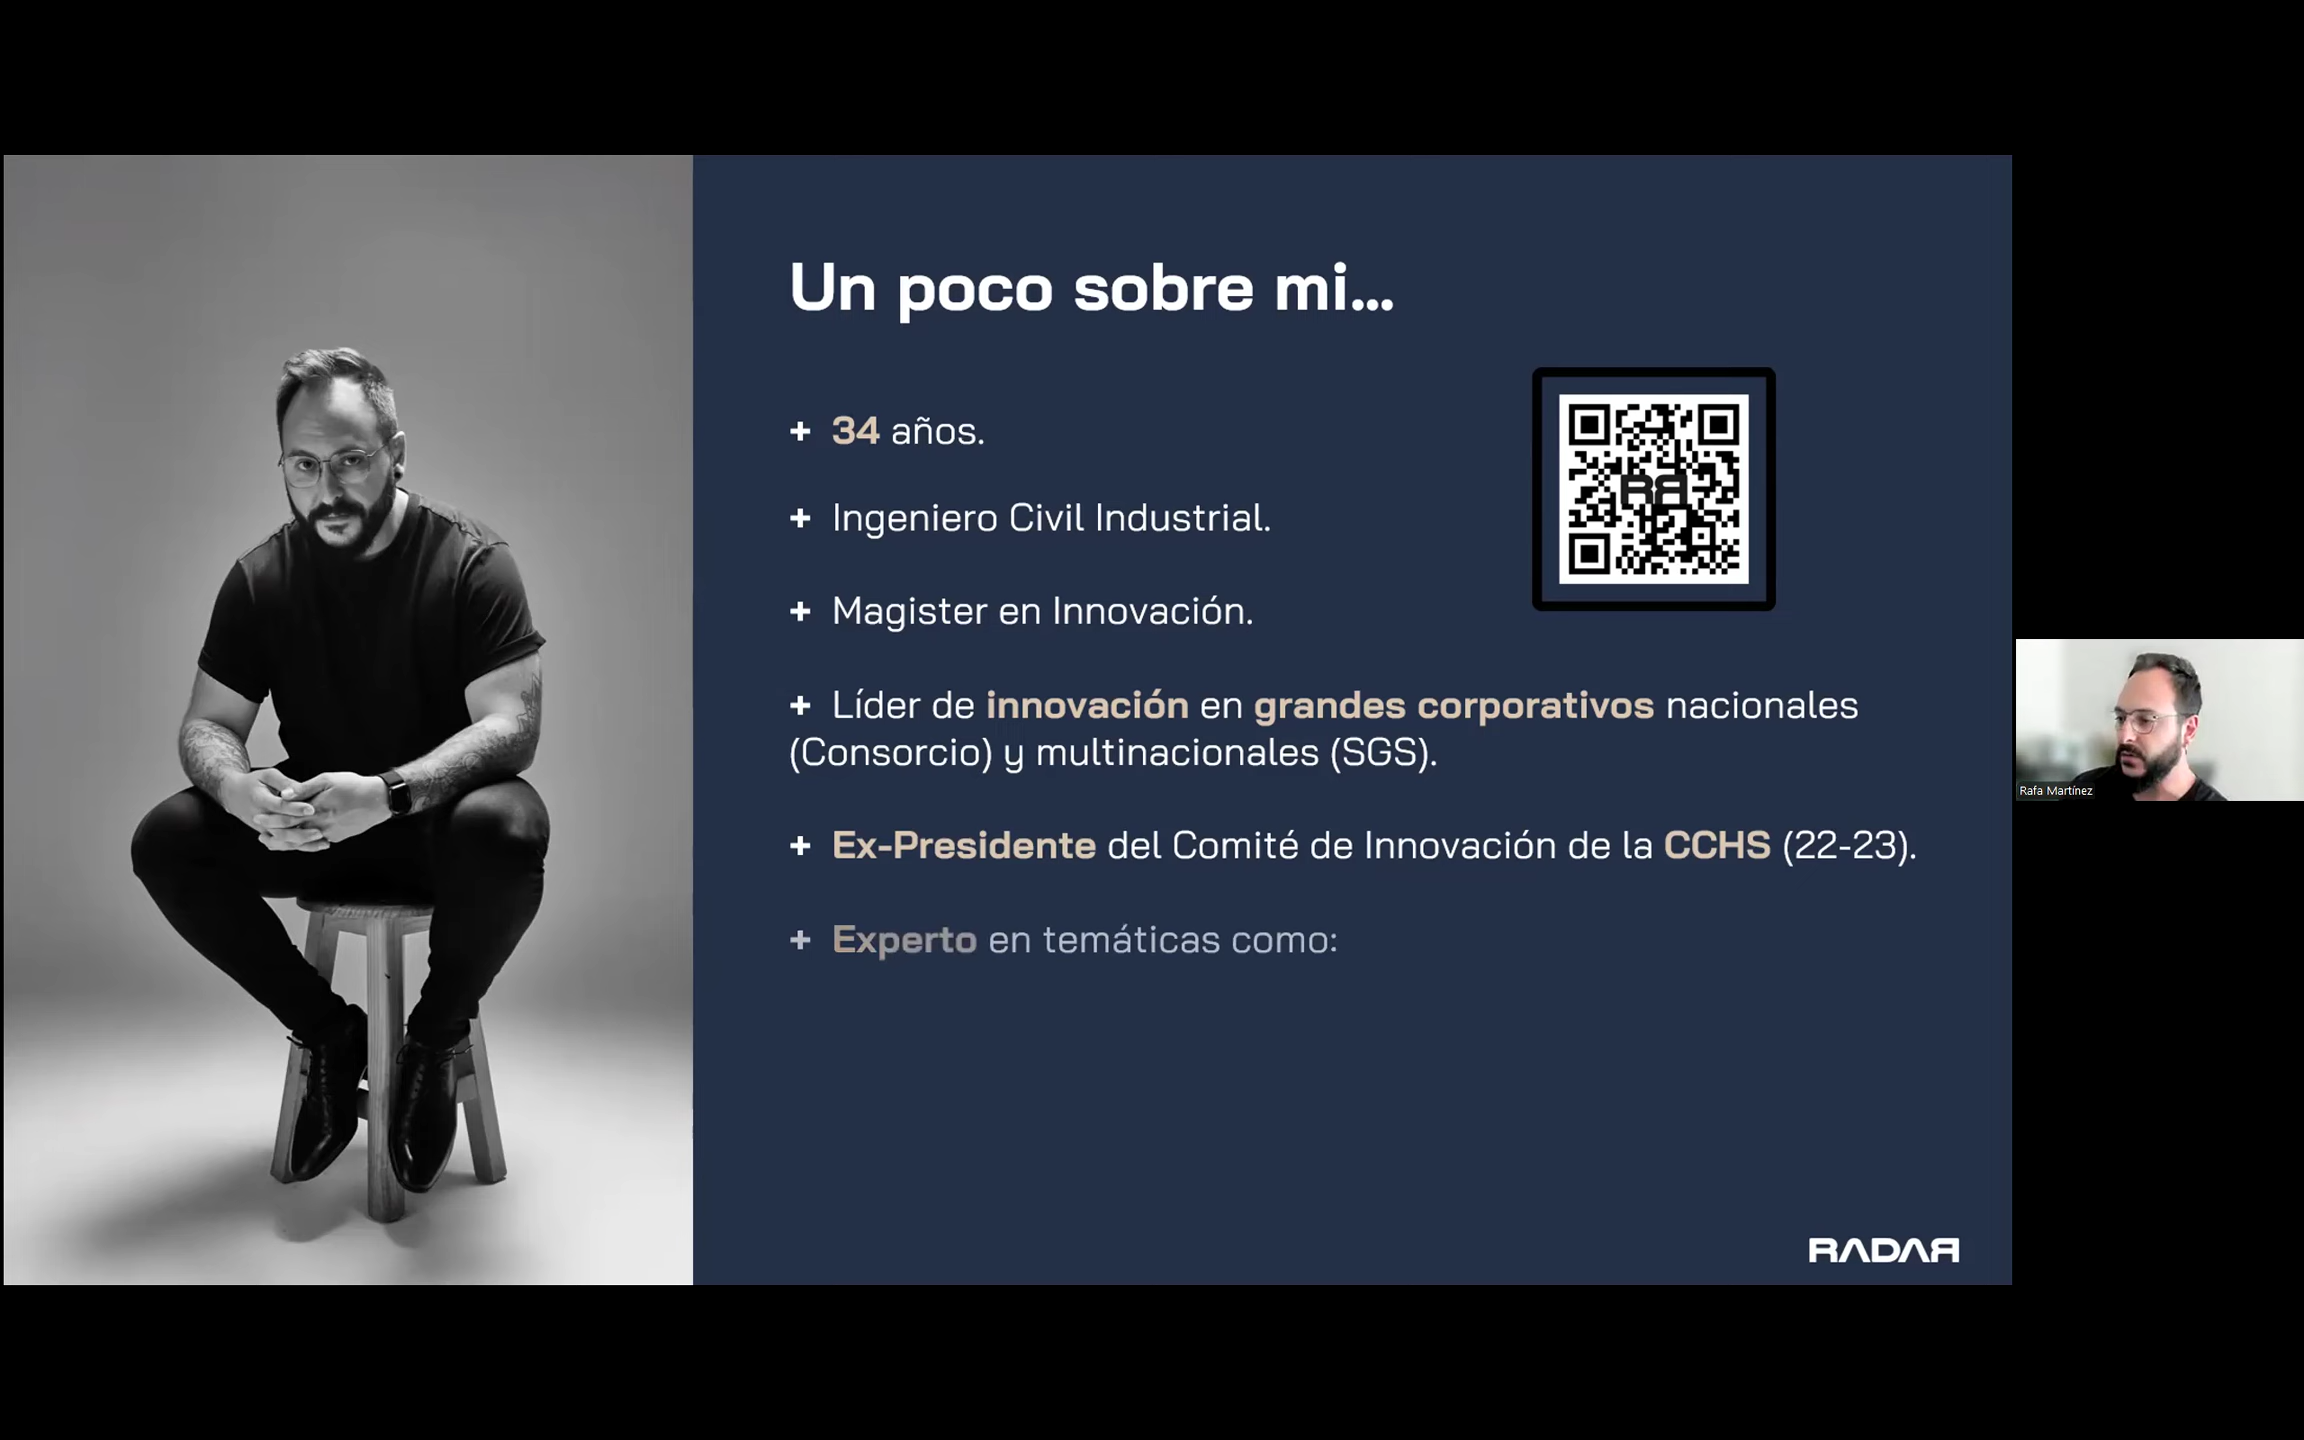 Un poco sobre mi...
+ 34 años.
+ Ingeniero Civil Industrial.
+ Magister en Innovación.
+ Líder de innovación en grandes corporativos nacionales
(Consorcio) y multinacionales (SGS).
+ Ex-Presidente del Comité de Innovación de la CCHS (22-23).
+ Experto en temáticas como:
RADAR
Rafa Martínez